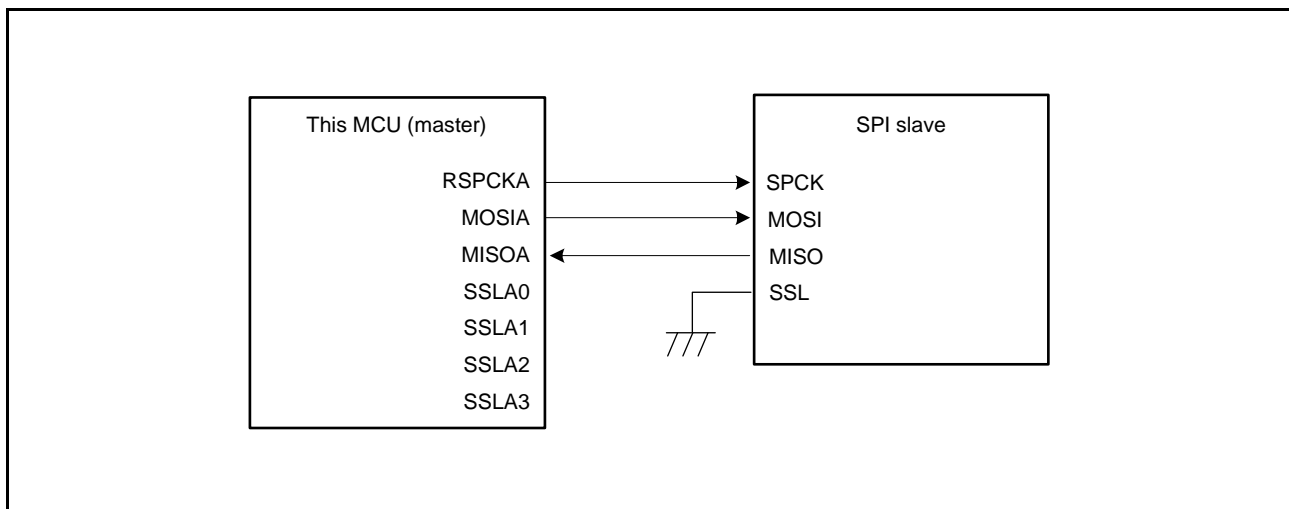 This MCU (master)
RSPCKA
MOSIA
MISOA
SSLA0
SSLA1
SSLA2
SSLA3
SPI slave
SPCK
MOSI
MISO
SSL